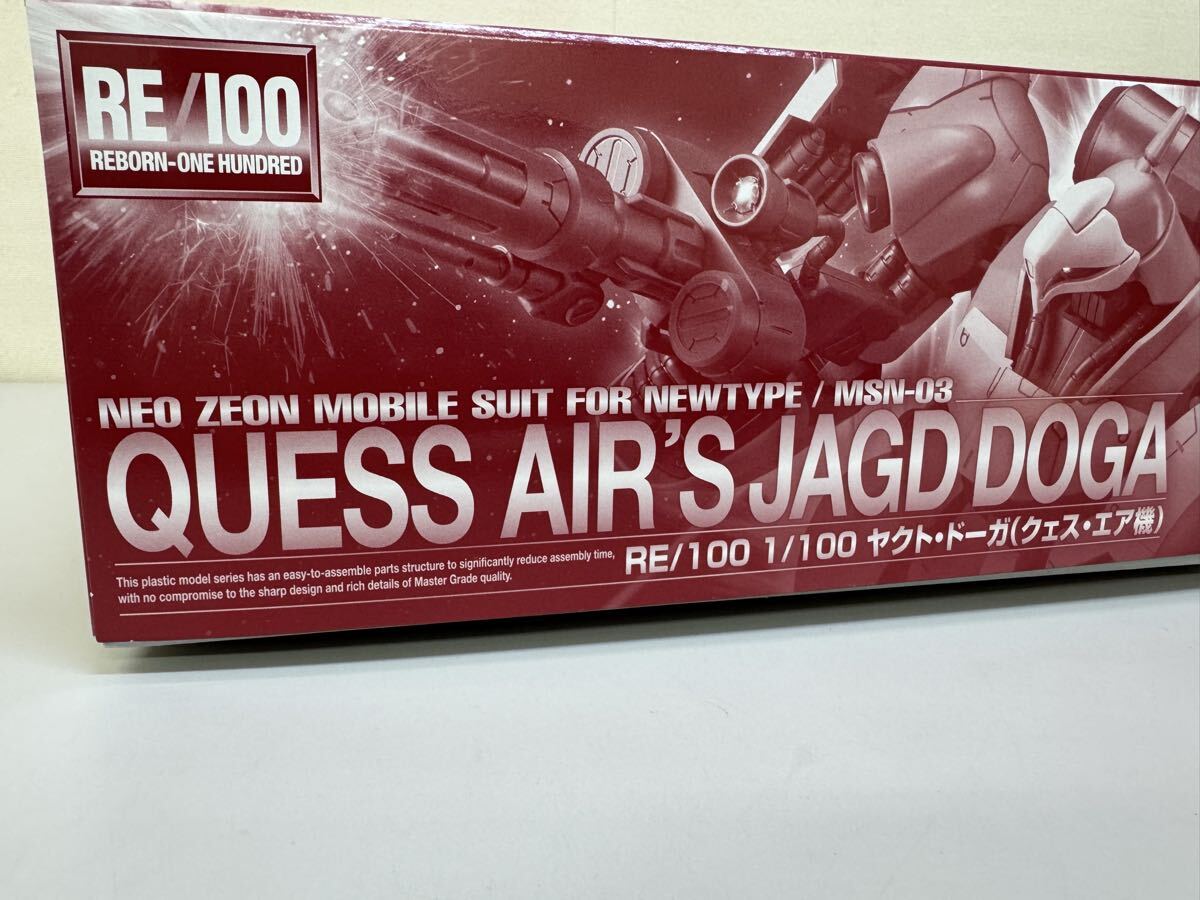 RE/100
REBORN-ONE HUNDRED
NEO ZEON MOBILE SUIT FOR NEWTYPE / MSN-03
QUESS AIR'S JAGD DOGA
RE/100 1/100 ヤクト・ドーガ(クェス・エア機)
This plastic model series has an easy-to-assemble parts structure to significantly reduce assembly time,
with no compromise to the sharp design and rich details of Master Grade quality.